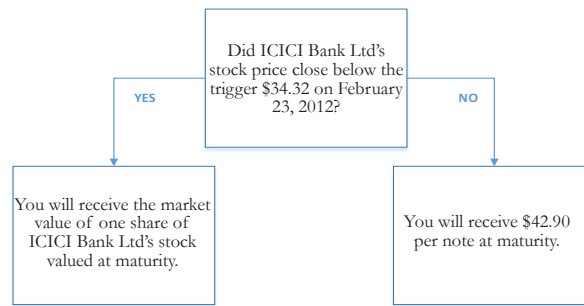 Did ICICI Bank Ltd's
stock price close below the
trigger $34.32 on February
23, 2012?
YES
NO
You will receive the market
value of one share of
ICICI Bank Ltd's stock
valued at maturity.
You will receive $42.90
per note at maturity.